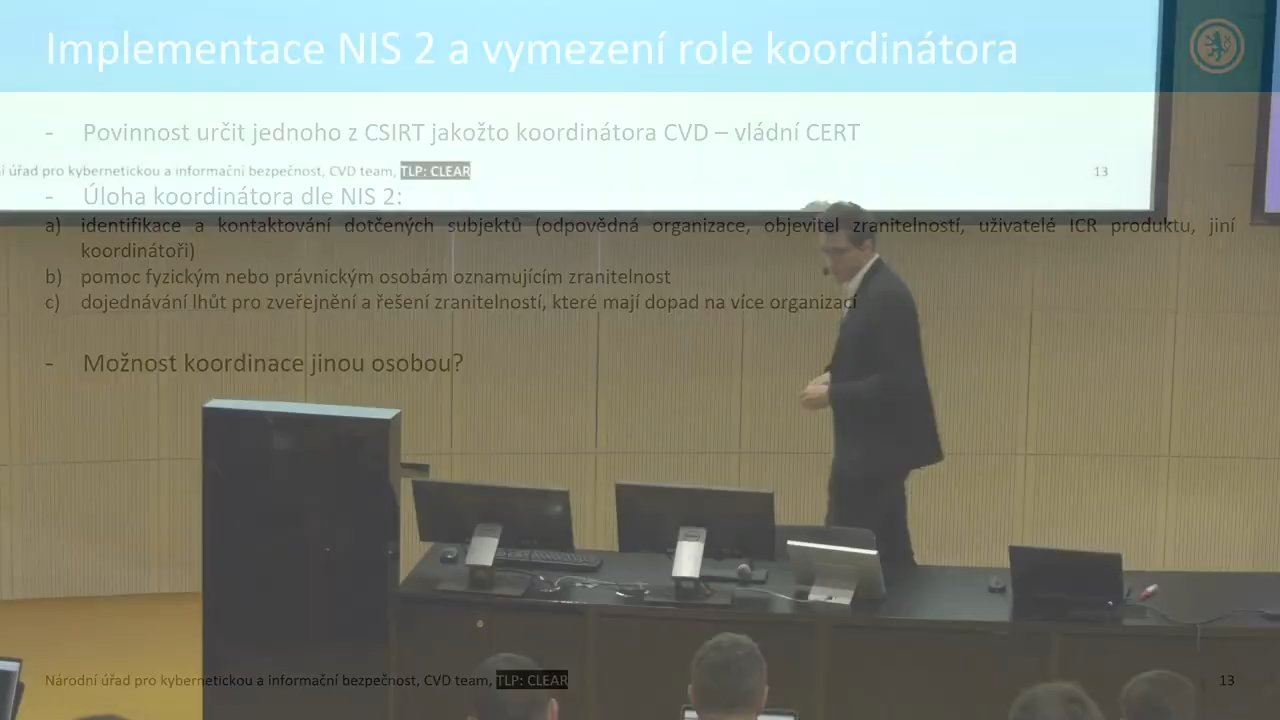 Implementace NIS 2 a vymezení role koordinátora
- Povinnost určit jednoho z CSIRT jakožto koordinátora CVD – vládní CERT
úřad pro kybernetickou a informační bezpečnost, CVD team, TLP: CLEAR 13
- Úloha koordinátora dle NIS 2:
a) identifikace a kontaktování dotčených subjektů (odpovědná organizace, objevitel zranitelností, uživatelé ICR produktu, jiní
koordinátoři)
b) pomoc fyzickým nebo právnickým osobám oznamujícím zranitelnost
c) dojednávání lhůt pro zveřejnění a řešení zranitelností, které mají dopad na více organizací
- Možnost koordinace jinou osobou?
Národní úřad pro kybernetickou a informační bezpečnost, CVD team, TLP: CLEAR 13